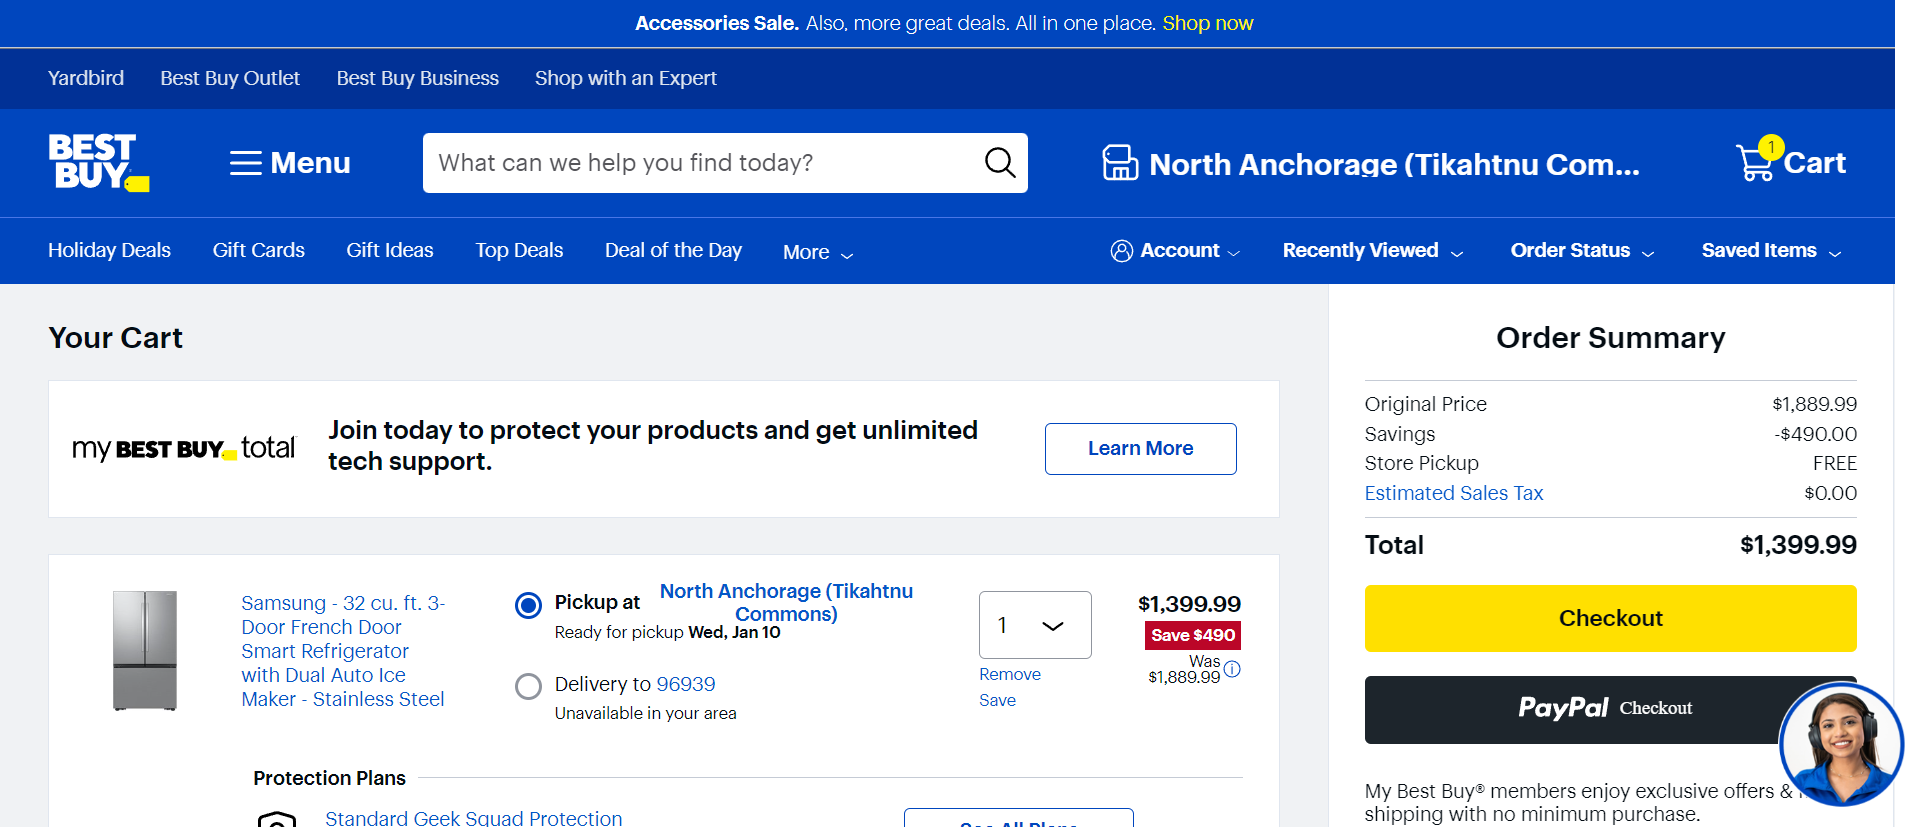 Accessories Sale. Also, more great deals. All in one place. Shop now
Yardbird Best Buy Outlet Best Buy Business Shop with an Expert
BEST
BUY
Menu
What can we help you find today?
North Anchorage (Tikahtnu Com...
1
Cart
Holiday Deals Gift Cards Gift Ideas Top Deals Deal of the Day More
Account Recently Viewed Order Status Saved Items
Your Cart
my BEST BUY total
Join today to protect your products and get unlimited
tech support.
Learn More
Samsung - 32 cu. ft. 3-
Door French Door
Smart Refrigerator
with Dual Auto Ice
Maker - Stainless Steel
Pickup at North Anchorage (Tikahtnu
Commons)
Ready for pickup Wed, Jan 10
Delivery to 96939
Unavailable in your area
1
Remove
Save
$1,399.99
Save $490
Was
$1,889.99
Protection Plans
Standard Geek Squad Protection
See All Plans
Order Summary
Original Price $1,889.99
Savings -$490.00
Store Pickup FREE
Estimated Sales Tax $0.00
Total $1,399.99
Checkout
PayPal Checkout
My Best Buy® members enjoy exclusive offers &
shipping with no minimum purchase.